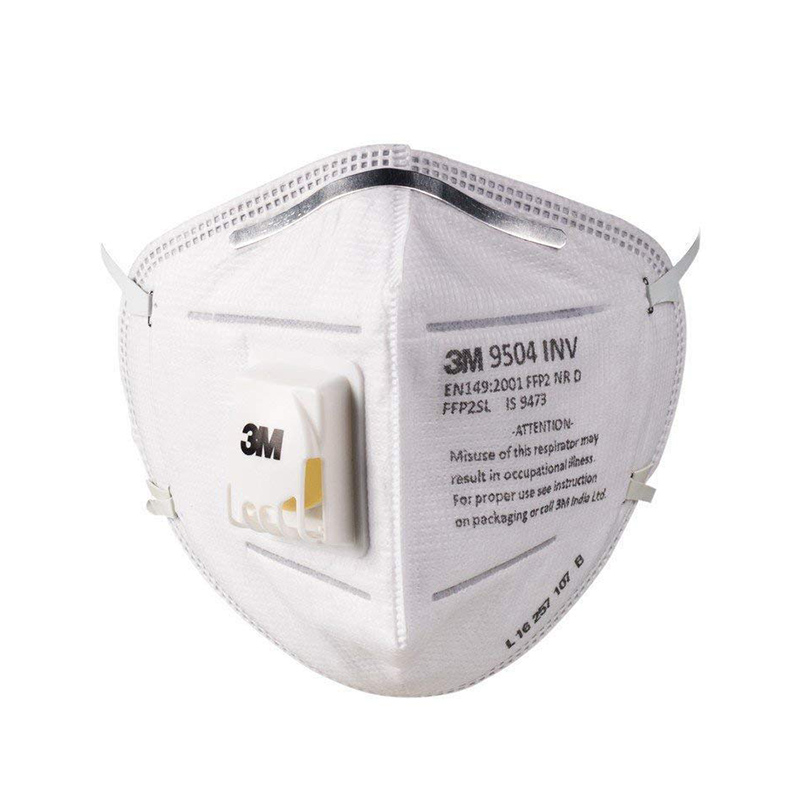 3M
3M 9504 INV
EN149:2001 FFP2 NR D
FFP2SL IS 9473
-ATTENTION-
Misuse of this respirator may
result in occupational illness.
For proper use see instruction
on packaging or call 3M India Ltd.
L 16 257 107 B